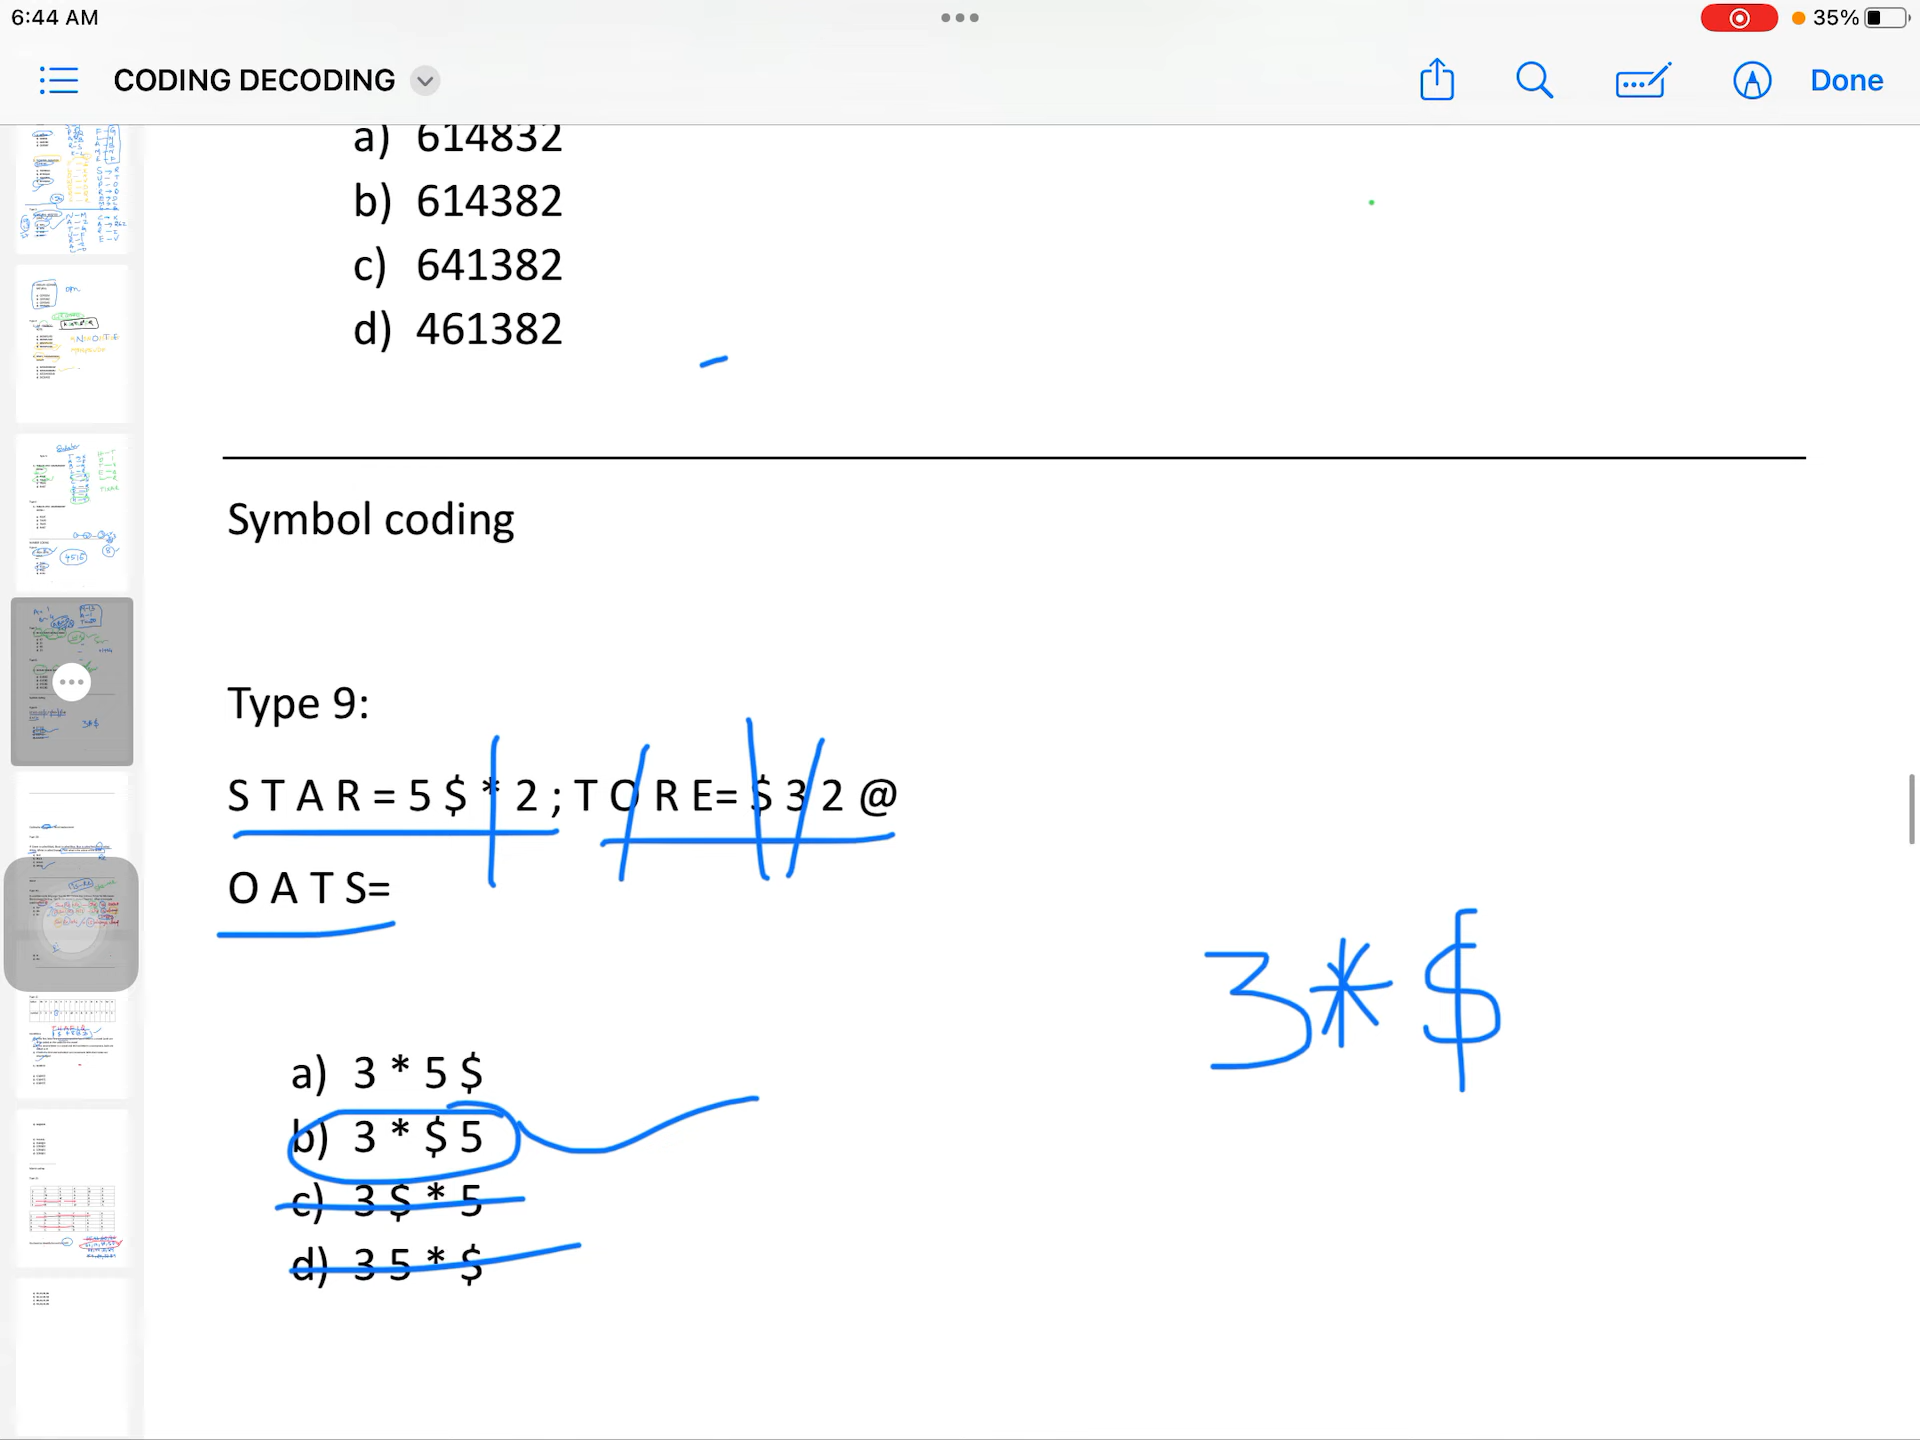 6:44 AM
35%
CODING DECODING
Done
a) 614832
b) 614382
c) 641382
d) 461382
Symbol coding
Type 9:
S T A R = 5 $ * 2 ; T O R E= $ 3 2 @
O A T S=
3 * $
a) 3 * 5 $
b) 3 * $ 5
c) 3 $ * 5
d) 3 5 * $